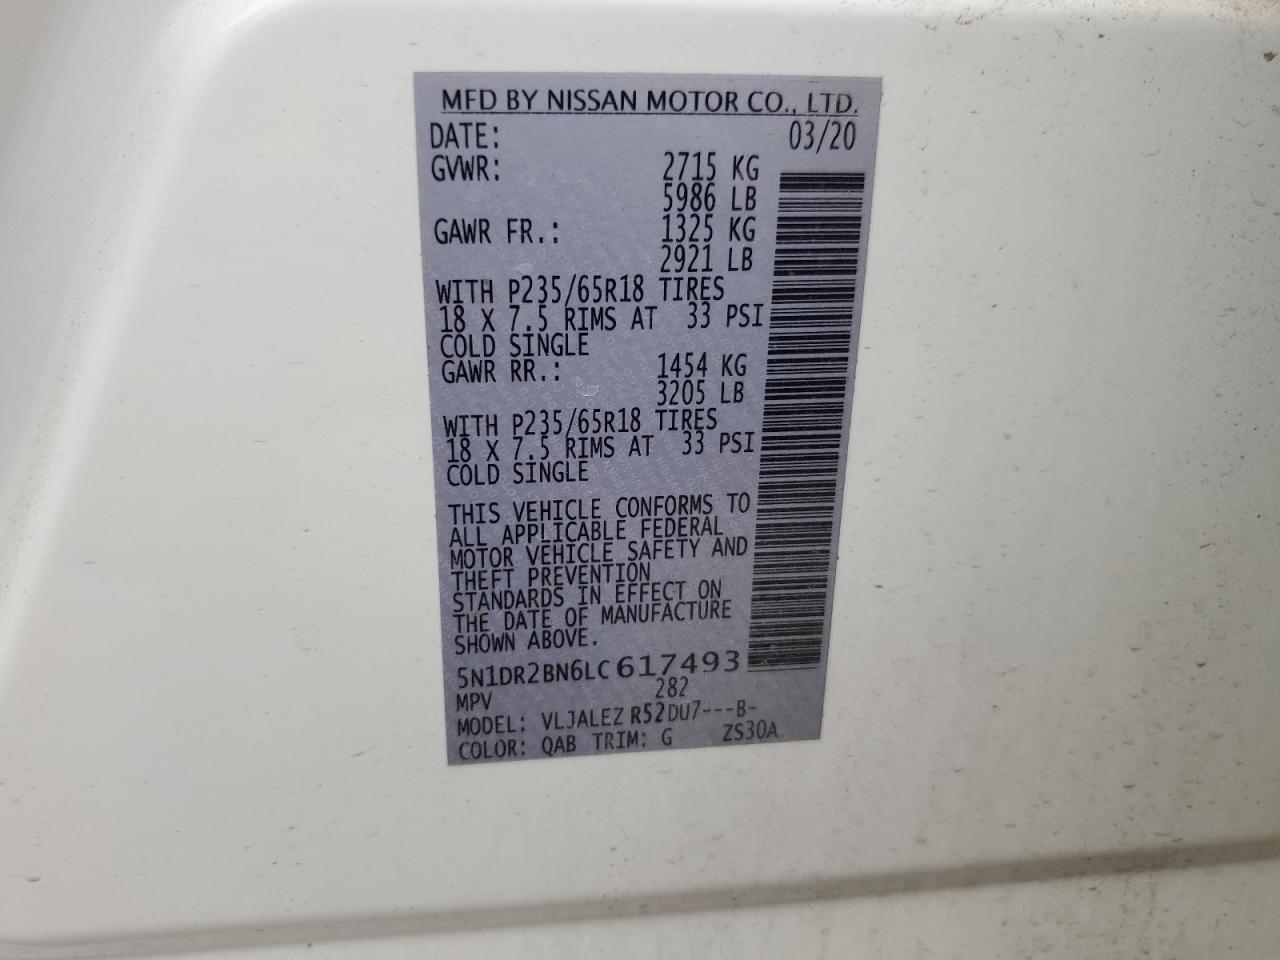 MFD BY NISSAN MOTOR CO., LTD.
DATE: 03/20
GVWR: 2715 KG
5986 LB
GAWR FR.: 1325 KG
2921 LB
WITH P235/65R18 TIRES
18 X 7.5 RIMS AT 33 PSI
COLD SINGLE
GAWR RR.: 1454 KG
3205 LB
WITH P235/65R18 TIRES
18 X 7.5 RIMS AT 33 PSI
COLD SINGLE
THIS VEHICLE CONFORMS TO
ALL APPLICABLE FEDERAL
MOTOR VEHICLE SAFETY AND
THEFT PREVENTION
STANDARDS IN EFFECT ON
THE DATE OF MANUFACTURE
SHOWN ABOVE.
5N1DR2BN6LC617493
MPV 282
MODEL: VLJALEZ R52DU7---B-
COLOR: QAB TRIM: G ZS30A